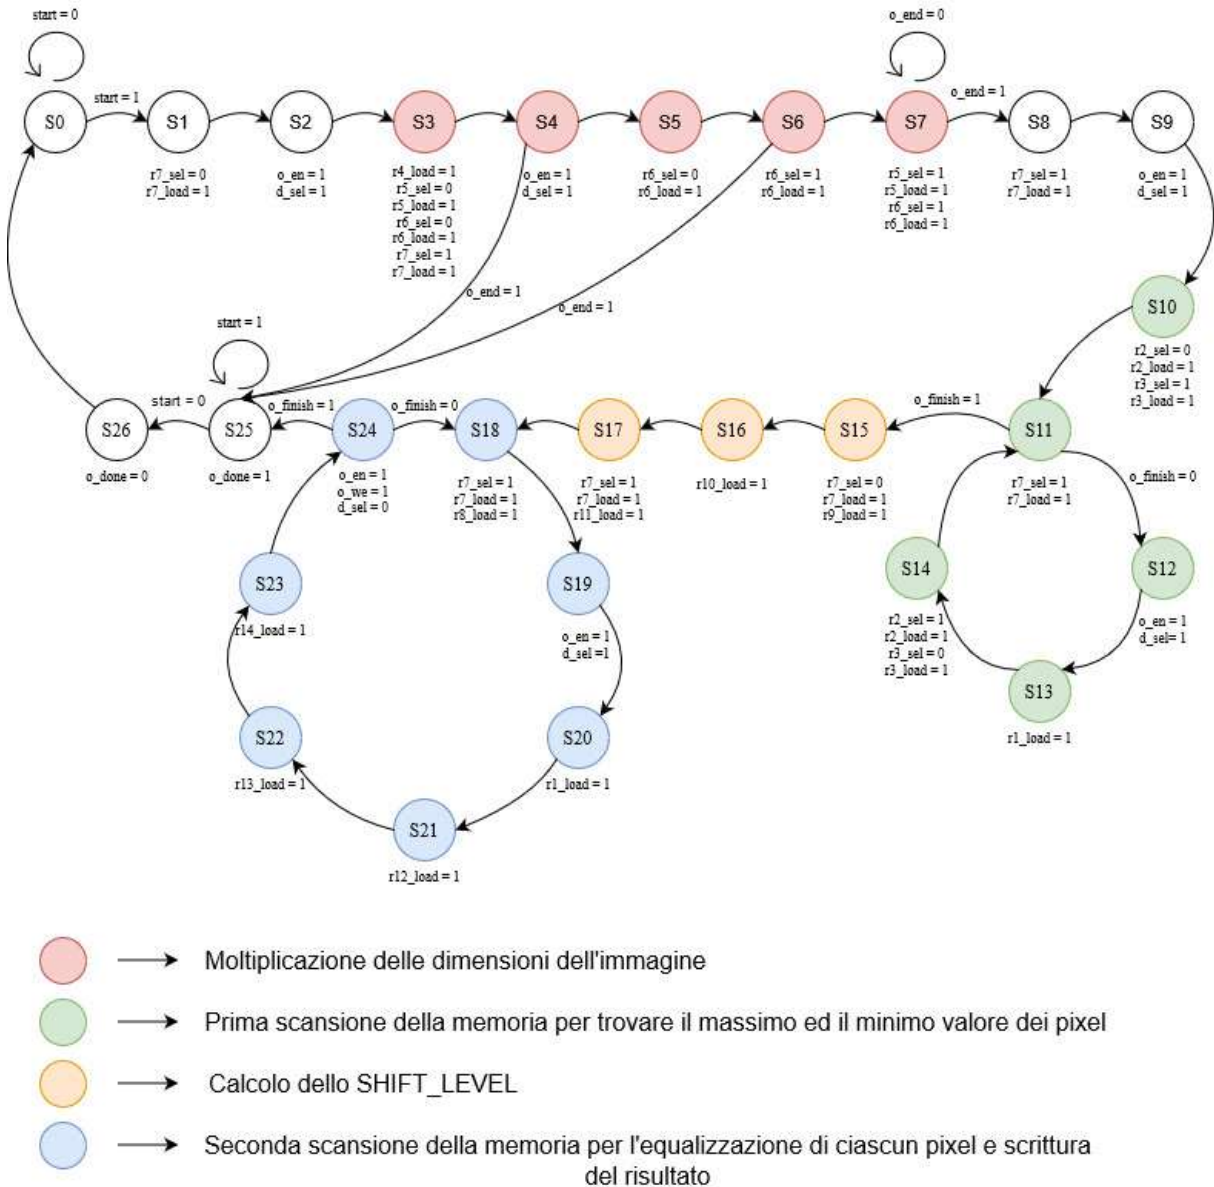 start = 0
o_end = 0
start = 1
o_end = 1
S0
S1
S2
S3
S4
S5
S6
S7
S8
S9
r7_sel = 0
r7_load = 1
o_en = 1
d_sel = 1
r4_load = 1
r5_sel = 0
r5_load = 1
r6_sel = 0
r6_load = 1
r7_sel = 1
r7_load = 1
o_en = 1
d_sel = 1
r6_sel = 0
r6_load = 1
r6_sel = 1
r6_load = 1
r5_sel = 1
r5_load = 1
r6_sel = 1
r6_load = 1
r7_sel = 1
r7_load = 1
o_en = 1
d_sel = 1
o_end = 1
o_end = 1
S10
r2_sel = 0
r2_load = 1
r3_sel = 1
r3_load = 1
start = 1
start = 0
o_finish = 1
o_finish = 0
o_finish = 1
S26
S25
S24
S18
S17
S16
S15
S11
o_done = 0
o_done = 1
o_en = 1
o_we = 1
d_sel = 0
r7_sel = 1
r7_load = 1
r8_load = 1
r7_sel = 1
r7_load = 1
r11_load = 1
r10_load = 1
r7_sel = 0
r7_load = 1
r9_load = 1
r7_sel = 1
r7_load = 1
o_finish = 0
S23
r14_load = 1
S19
o_en = 1
d_sel =1
S14
r2_sel = 1
r2_load = 1
r3_sel = 0
r3_load = 1
S12
o_en = 1
d_sel= 1
S13
r1_load = 1
S22
r13_load = 1
S20
r1_load = 1
S21
r12_load = 1
Moltiplicazione delle dimensioni dell'immagine
Prima scansione della memoria per trovare il massimo ed il minimo valore dei pixel
Calcolo dello SHIFT_LEVEL
Seconda scansione della memoria per l'equalizzazione di ciascun pixel e scrittura
del risultato